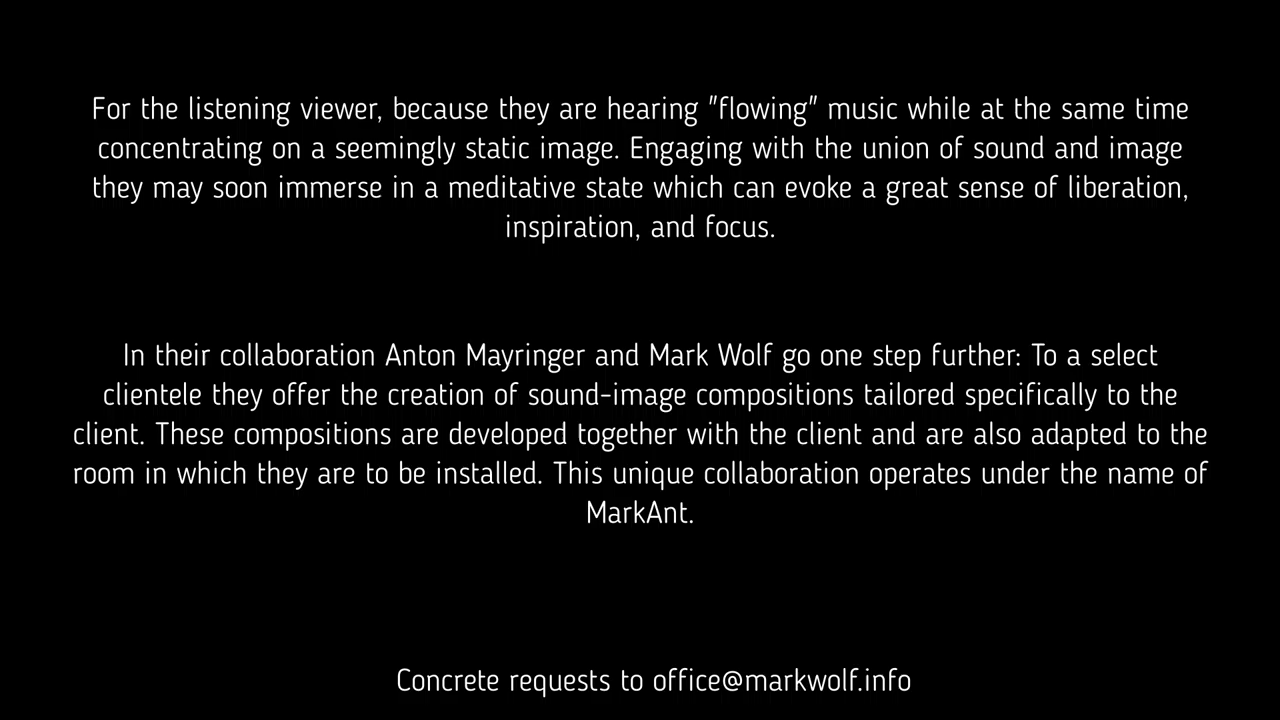 For the listening viewer, because they are hearing "flowing" music while at the same time
concentrating on a seemingly static image. Engaging with the union of sound and image
they may soon immerse in a meditative state which can evoke a great sense of liberation,
inspiration, and focus.
In their collaboration Anton Mayringer and Mark Wolf go one step further: To a select
clientele they offer the creation of sound-image compositions tailored specifically to the
client. These compositions are developed together with the client and are also adapted to the
room in which they are to be installed. This unique collaboration operates under the name of
MarkAnt.
Concrete requests to office@markwolf.info